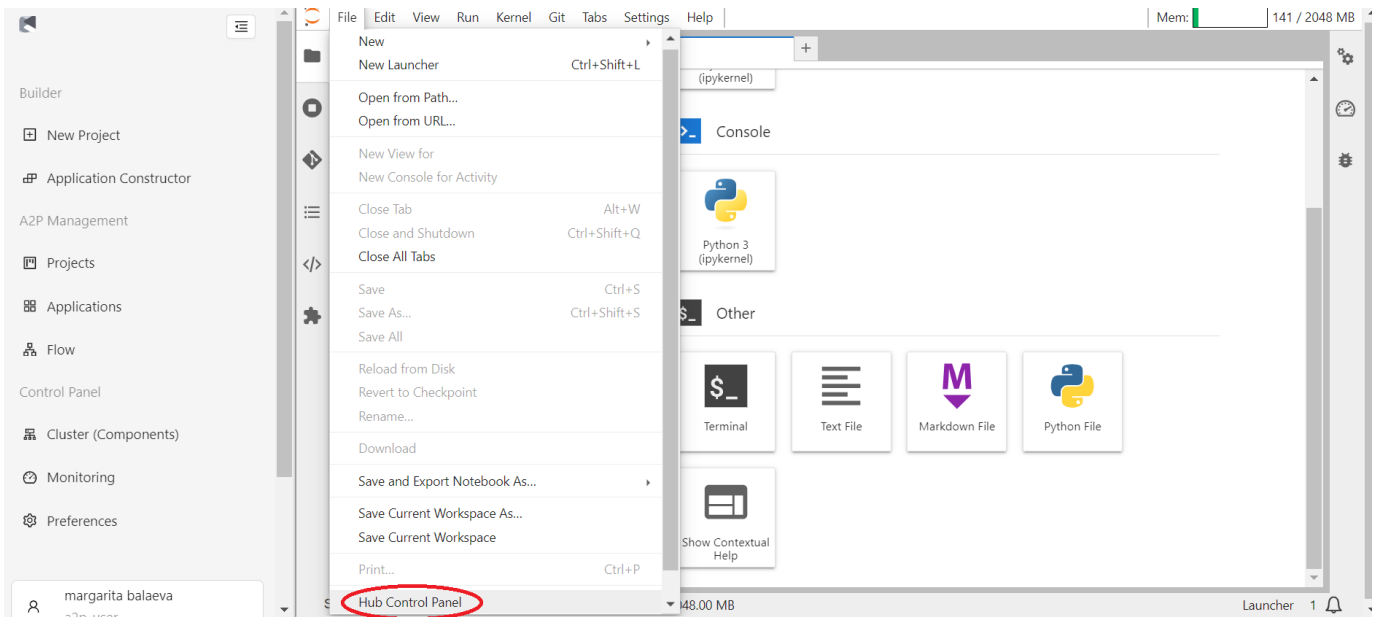 File Edit View Run Kernel Git Tabs Settings Help
Mem: 141 / 2048 MB
Builder
New Project
Application Constructor
A2P Management
Projects
Applications
Flow
Control Panel
Cluster (Components)
Monitoring
Preferences
margarita balaeva
a2p-user
New
New Launcher Ctrl+Shift+L
Open from Path...
Open from URL...
New View for
New Console for Activity
Close Tab Alt+W
Close and Shutdown Ctrl+Shift+Q
Close All Tabs
Save Ctrl+S
Save As... Ctrl+Shift+S
Save All
Reload from Disk
Revert to Checkpoint
Rename...
Download
Save and Export Notebook As...
Save Current Workspace As...
Save Current Workspace
Print... Ctrl+P
Hub Control Panel
(ipykernel)
Console
Python 3
(ipykernel)
$_ Other
$_
Terminal
Text File
M
Markdown File
Python File
Show Contextual
Help
S
48.00 MB
Launcher 1